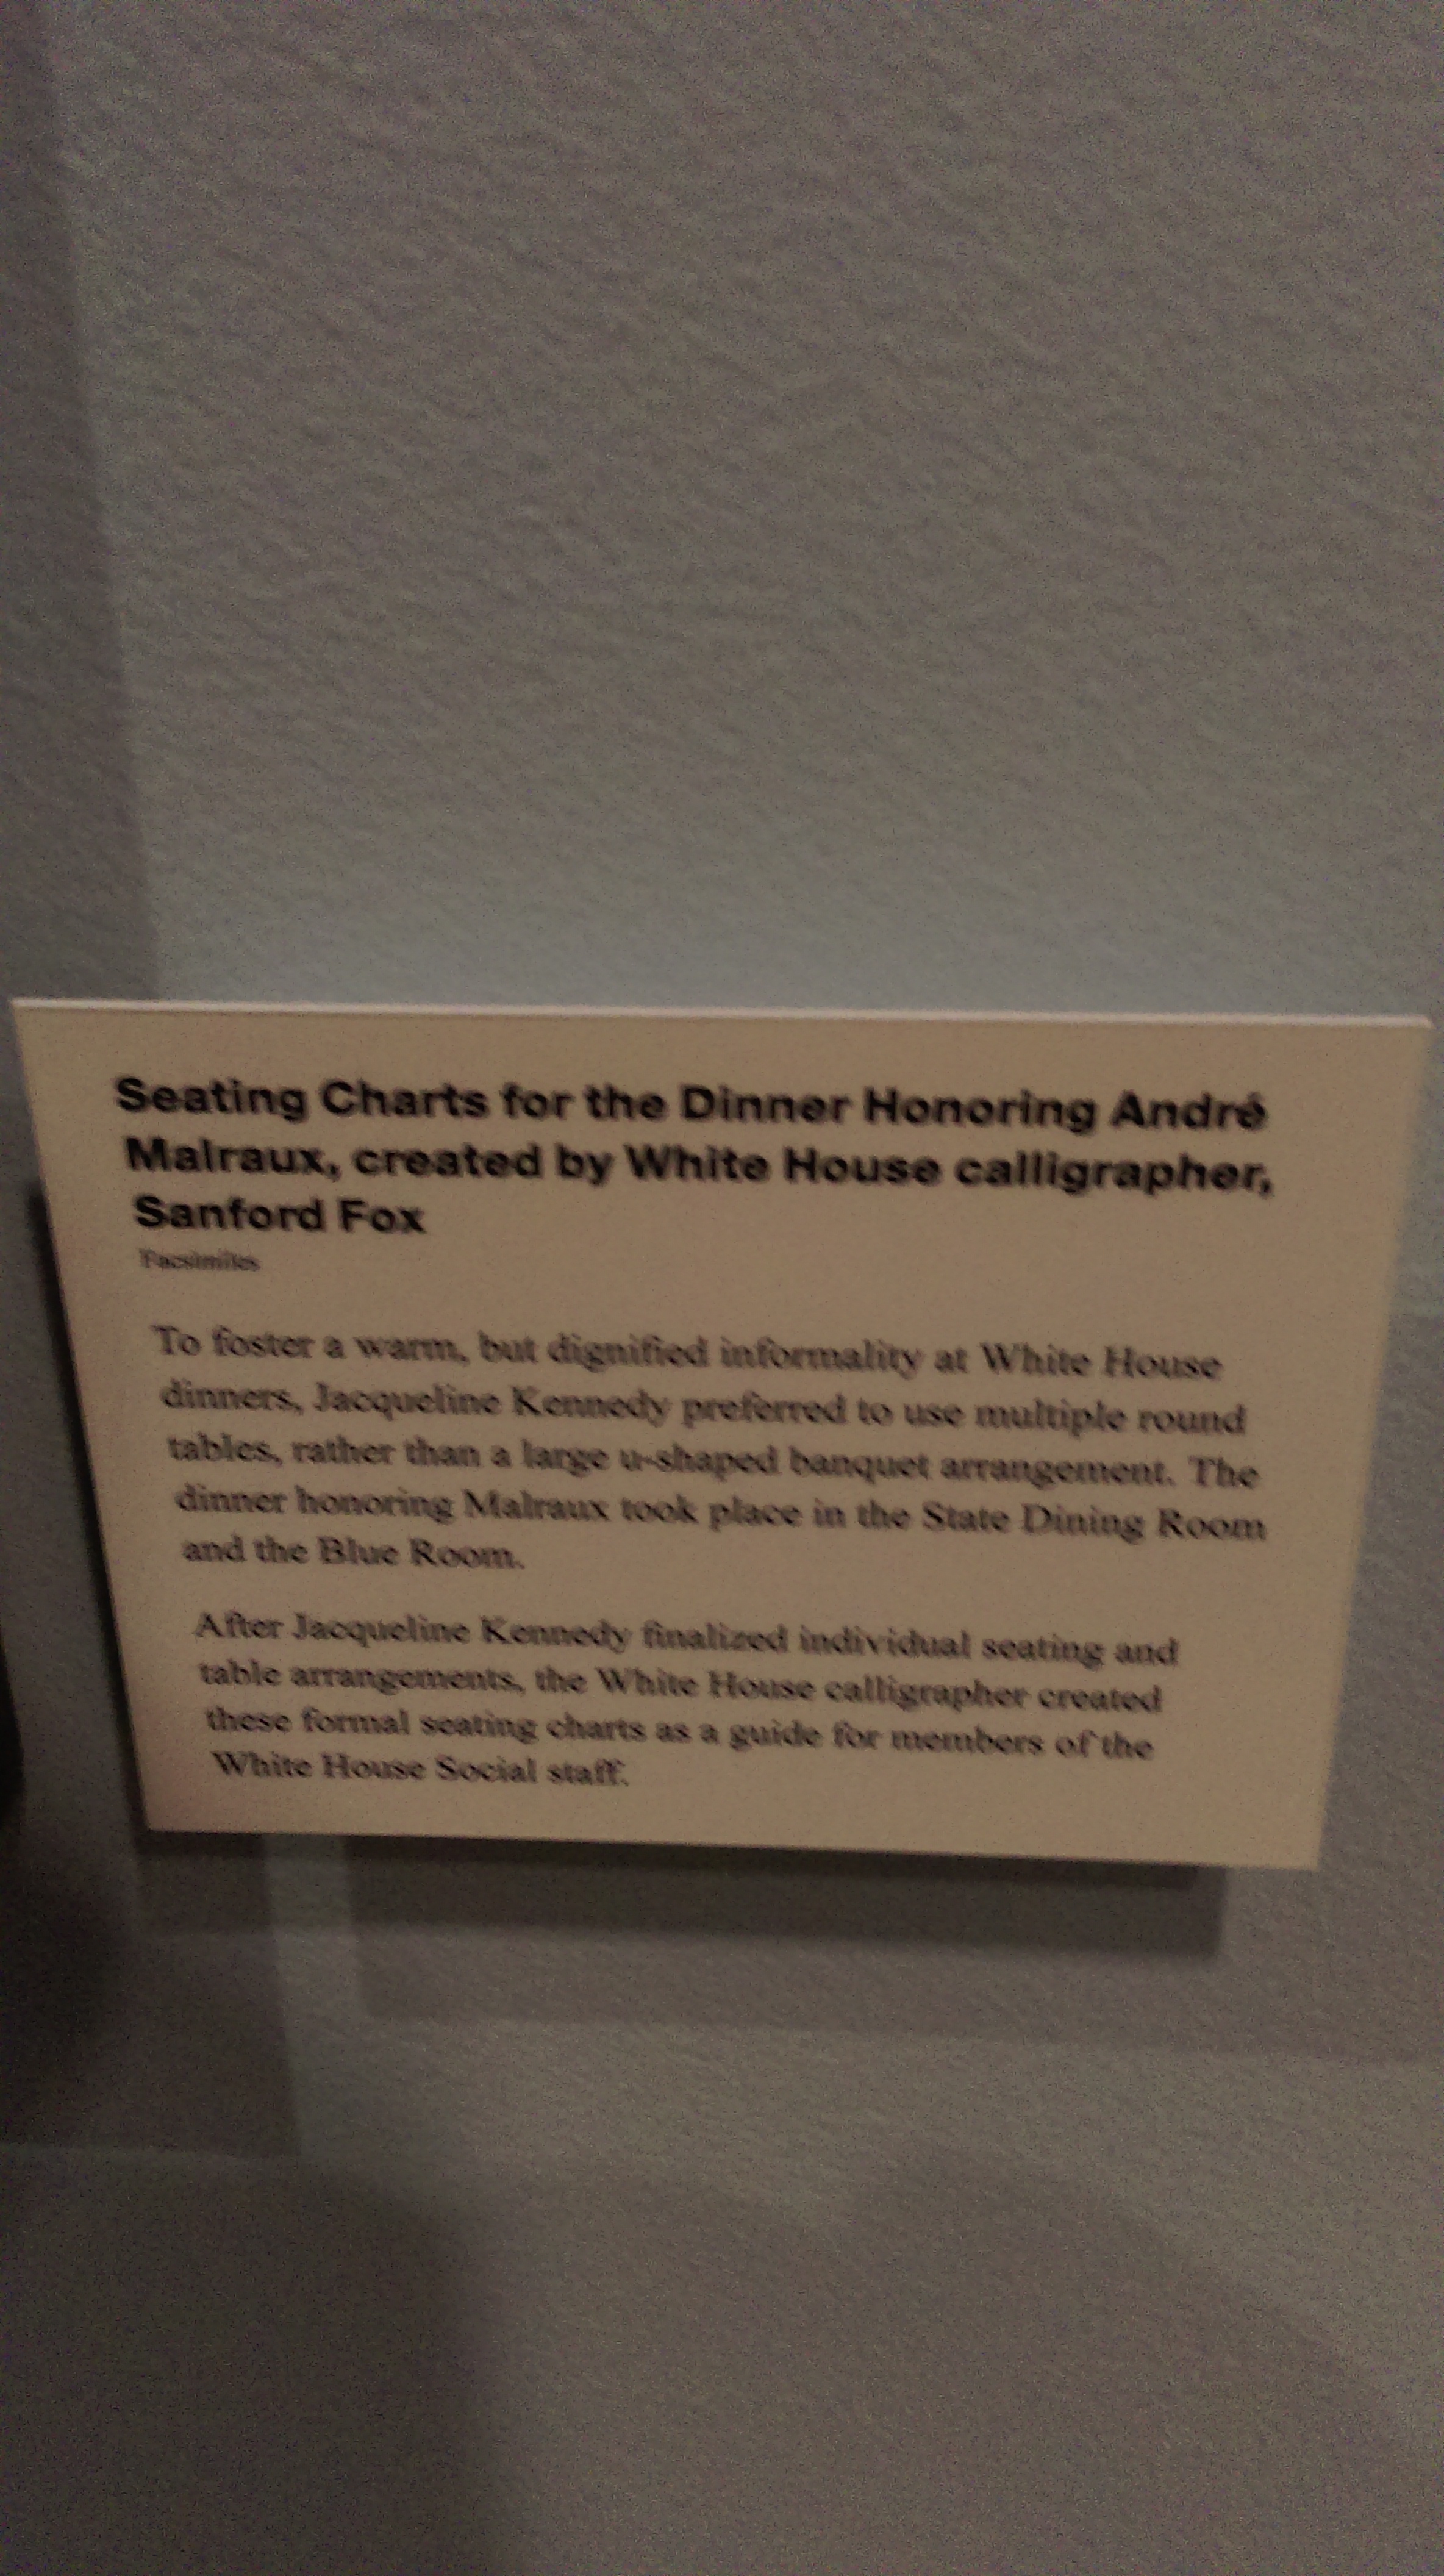 Seating Charts for the Dinner Honoring André
Malraux, created by White House calligrapher,
Sanford Fox
Facsimiles
To foster a warm, but dignified informality at White House
dinners, Jacqueline Kennedy preferred to use multiple round
tables, rather than a large u-shaped banquet arrangement. The
dinner honoring Malraux took place in the State Dining Room
and the Blue Room.
After Jacqueline Kennedy finalized individual seating and
table arrangements, the White House calligrapher created
these formal seating charts as a guide for members of the
White House Social staff.